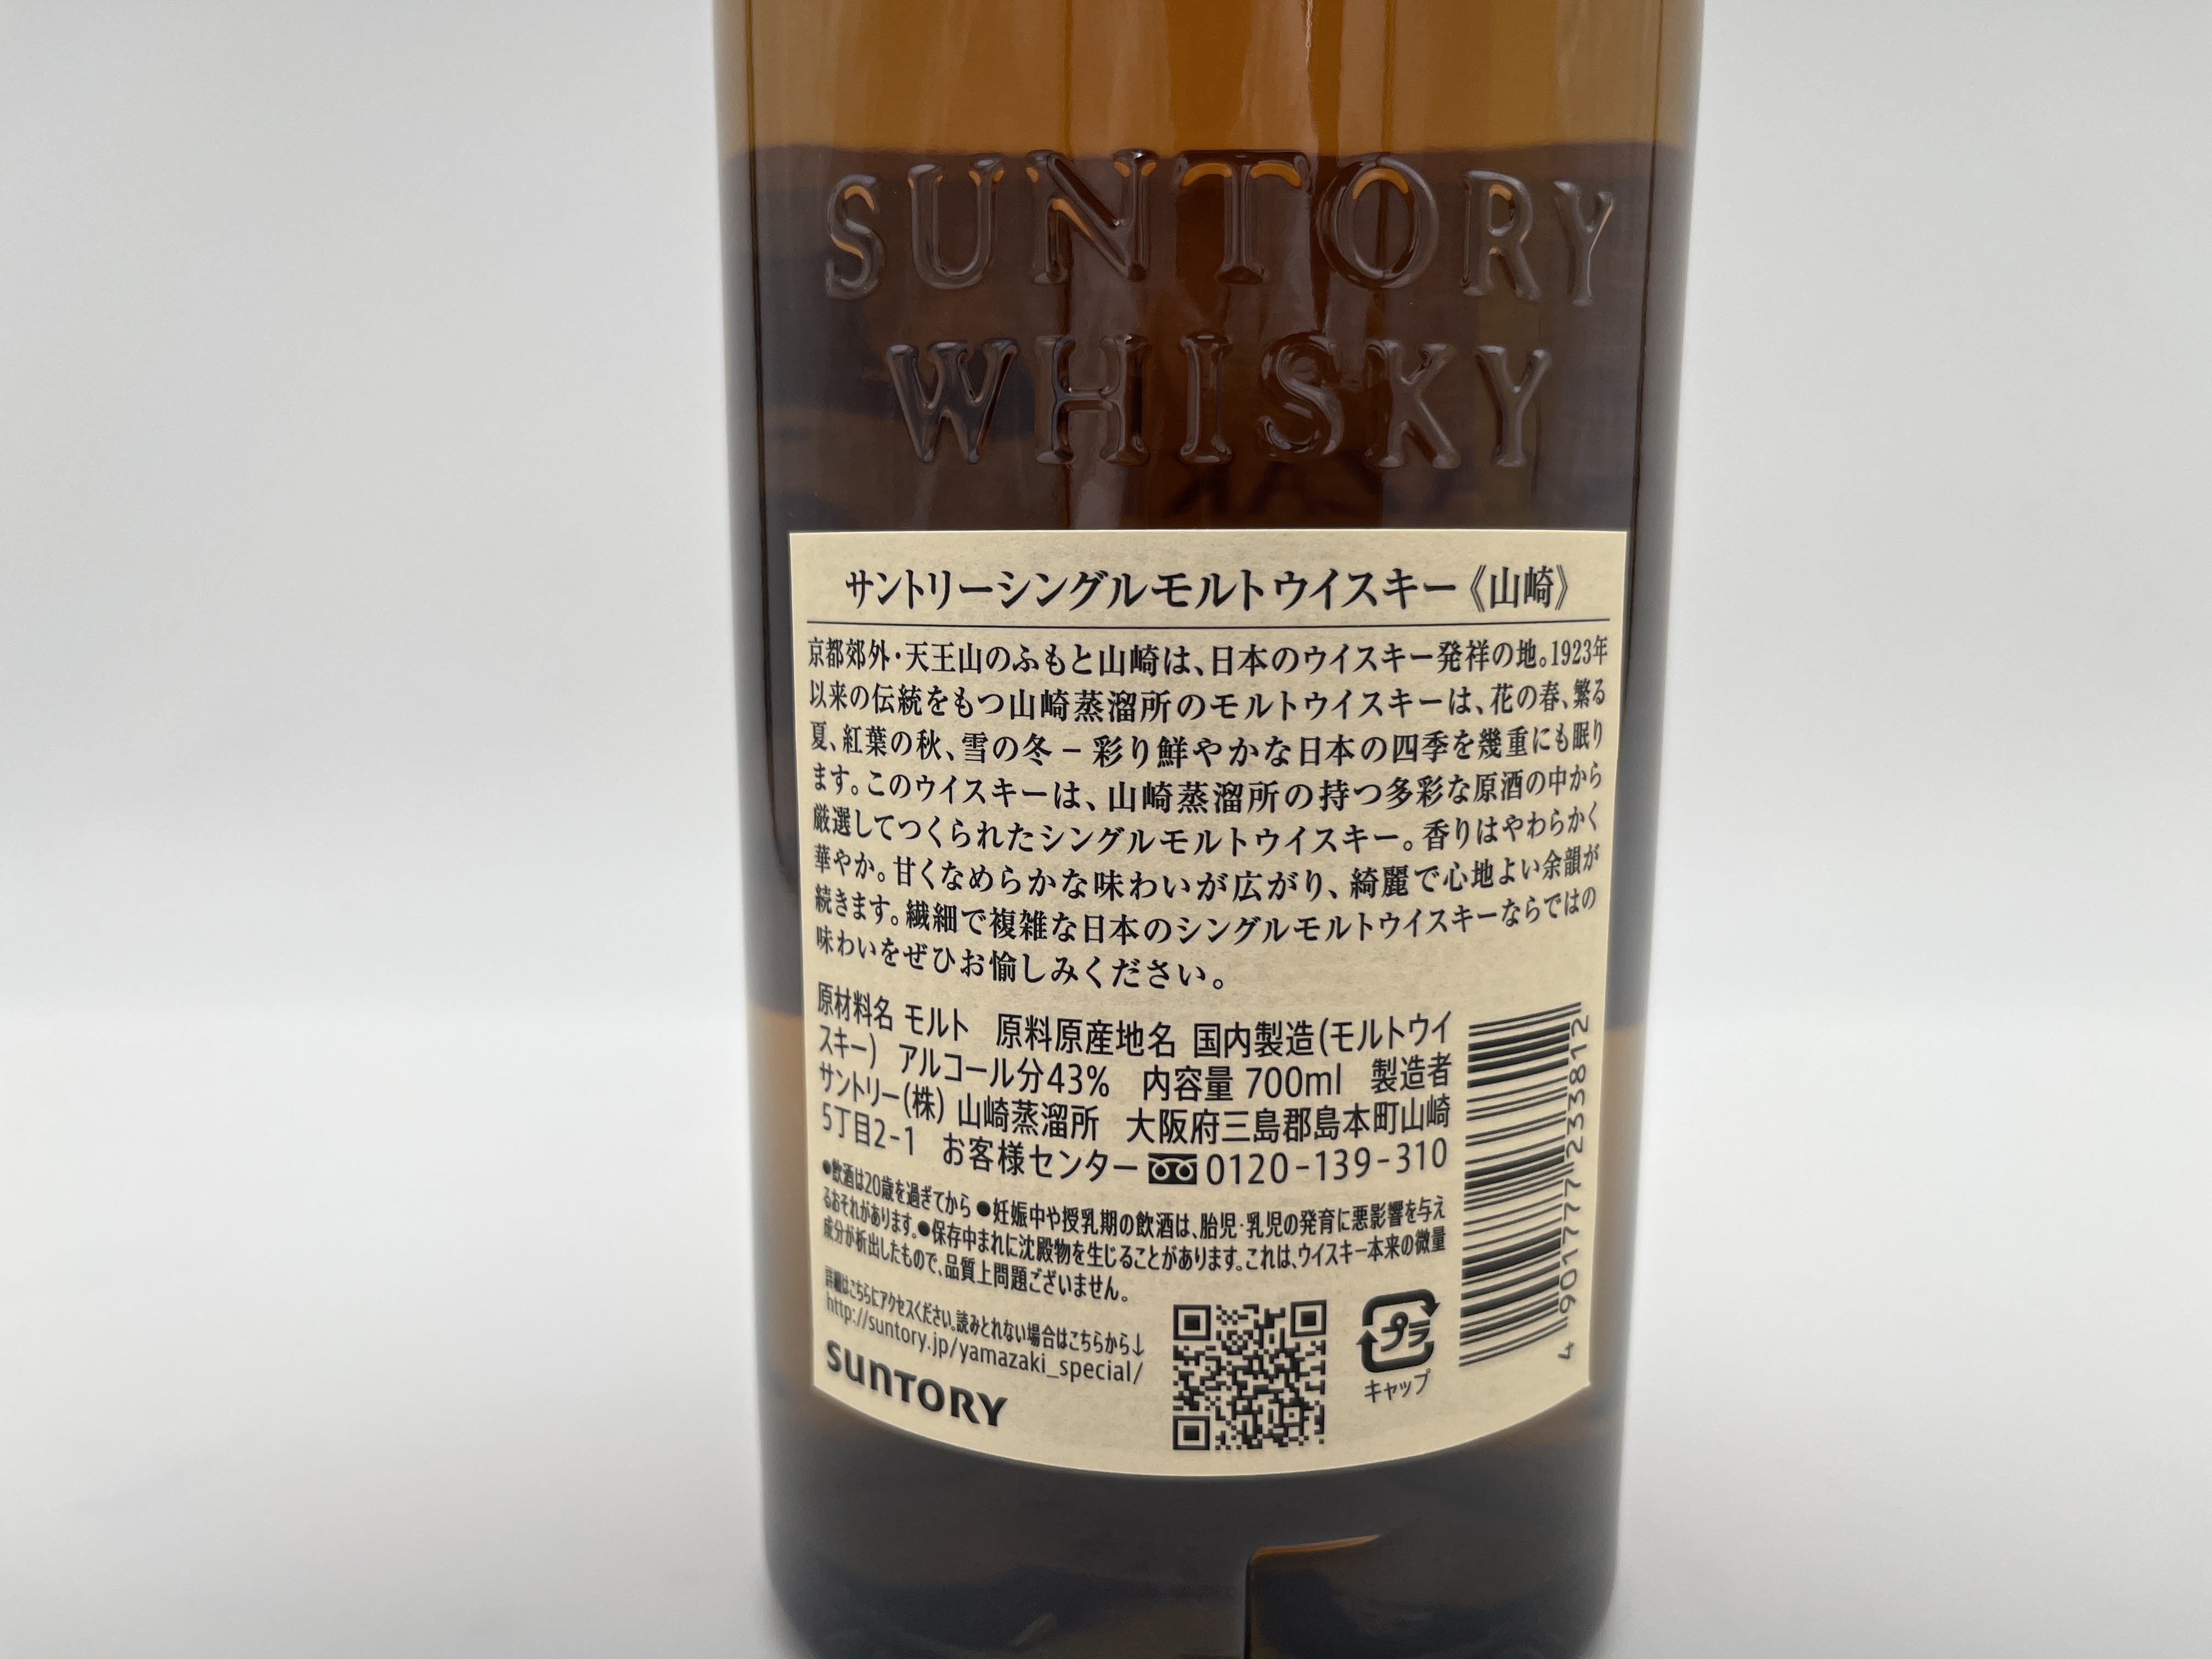 SUNTORY
WHISKY
サントリーシングルモルトウイスキー《山崎》
京都郊外・天王山のふもと山崎は、日本のウイスキー発祥の地。1923年
以来の伝統をもつ山崎蒸溜所のモルトウイスキーは、花の春、繁る
夏、紅葉の秋、雪の冬－彩り鮮やかな日本の四季を幾重にも眠り
ます。このウイスキーは、山崎蒸溜所の持つ多彩な原酒の中から
厳選してつくられたシングルモルトウイスキー。香りはやわらかく
華やか。甘くなめらかな味わいが広がり、綺麗で心地よい余韻が
続きます。繊細で複雑な日本のシングルモルトウイスキーならではの
味わいをぜひお愉しみください。
原材料名 モルト 原料原産地名 国内製造(モルトウイ
スキー) アルコール分43% 内容量 700ml 製造者
サントリー(株) 山崎蒸溜所 大阪府三島郡島本町山崎
5丁目2-1 お客様センター 0120-139-310
●飲酒は20歳を過ぎてから ●妊娠中や授乳期の飲酒は、胎児・乳児の発育に悪影響を与え
るおそれがあります。●保存中まれに沈殿物を生じることがあります。これは、ウイスキー本来の微量
成分が析出したもので、品質上問題ございません。
詳細はこちらにアクセスください。読みとれない場合はこちらから↓
http://suntory.jp/yamazaki_special/
SUNTORY
プラ
キャップ
4 901777 233812